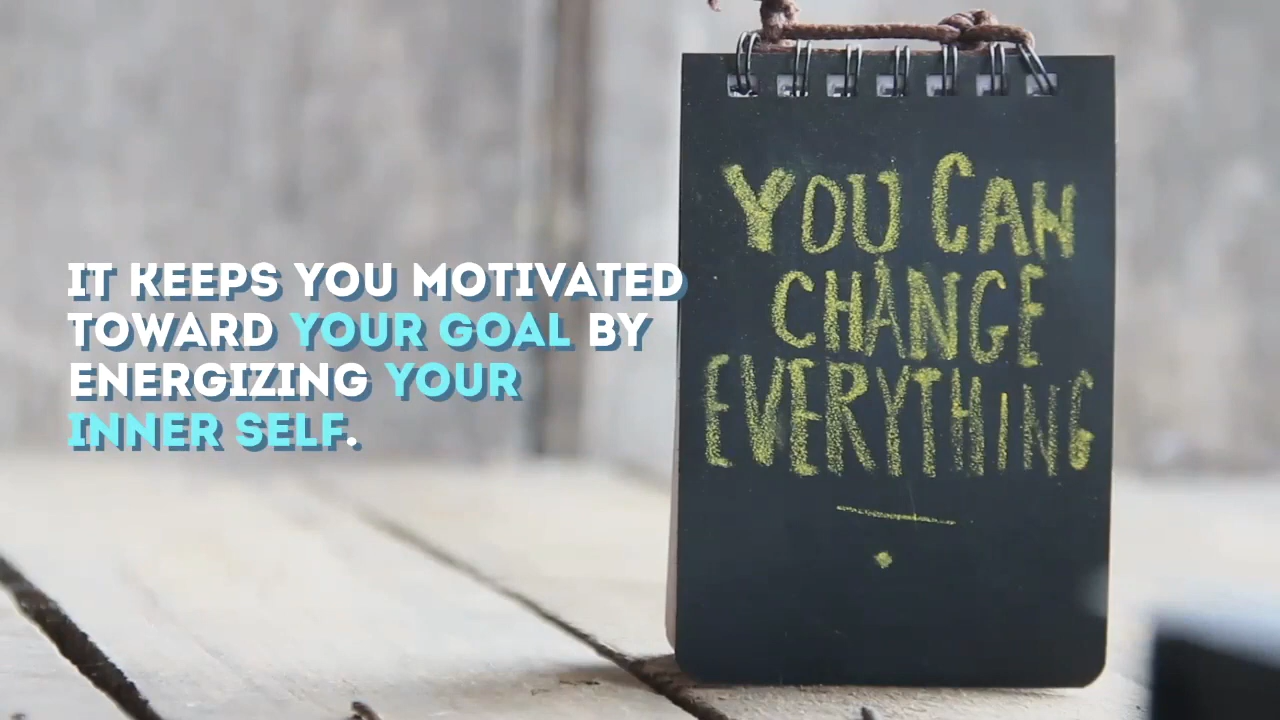 IT KEEPS YOU MOTIVATED
TOWARD YOUR GOAL BY
ENERGIZING YOUR
INNER SELF.
YOU CAN
CHANGE
EVERYTHING